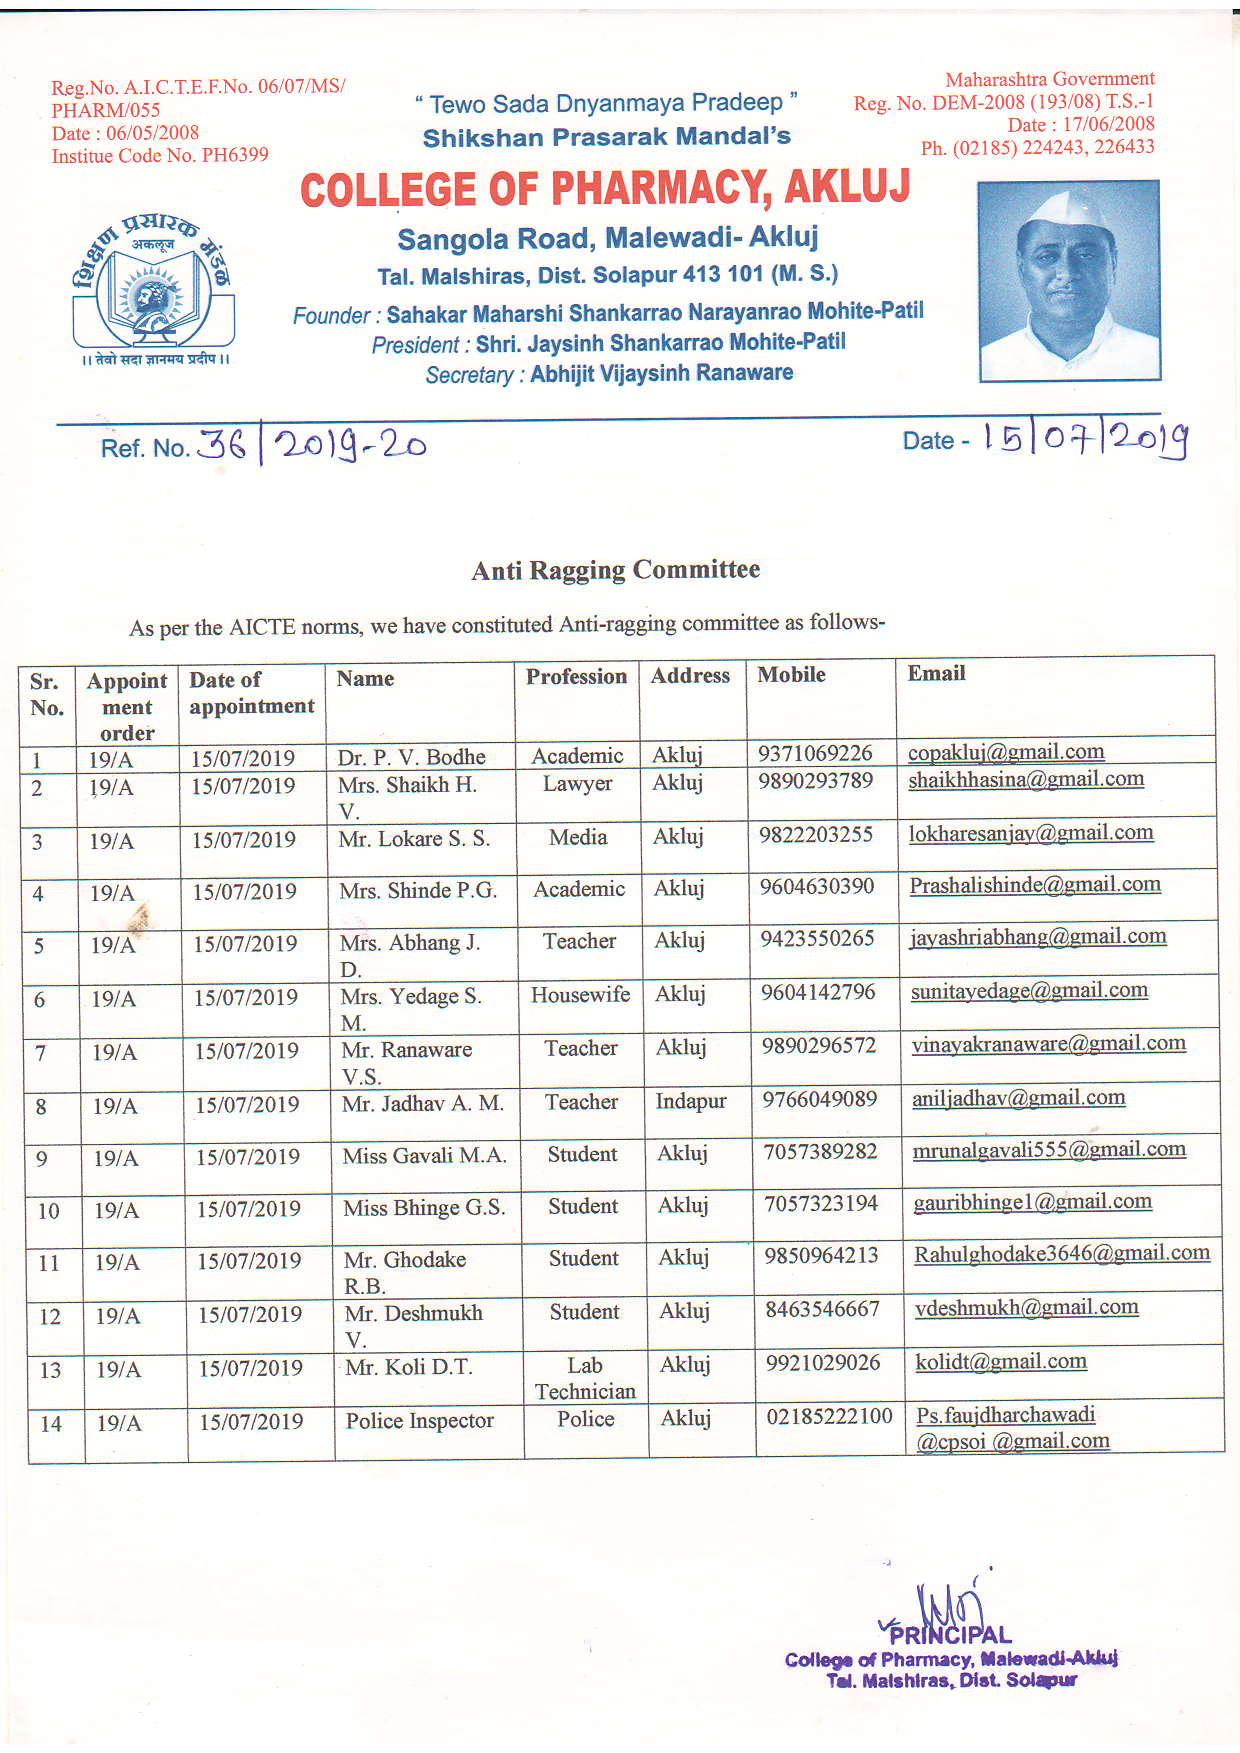 Reg.No. A.I.C.T.E.F.No. 06/07/MS/
PHARM/055
Date : 06/05/2008
Institue Code No. PH6399
Maharashtra Government
Reg. No. DEM-2008 (193/08) T.S.-1
Date : 17/06/2008
Ph. (02185) 224243, 226433
“ Tewo Sada Dnyanmaya Pradeep ”
Shikshan Prasarak Mandal's
COLLEGE OF PHARMACY, AKLUJ
Sangola Road, Malewadi- Akluj
Tal. Malshiras, Dist. Solapur 413 101 (M. S.)
Founder : Sahakar Maharshi Shankarrao Narayanrao Mohite-Patil
President : Shri. Jaysinh Shankarrao Mohite-Patil
Secretary : Abhijit Vijaysinh Ranaware
शिक्षण प्रसारक मंडळ
अकलूज
।। तेवो सदा ज्ञानमय प्रदीप ।।
Ref. No. 36/2019-20 Date - 15/07/2019
Anti Ragging Committee
As per the AICTE norms, we have constituted Anti-ragging committee as follows-
Sr. Appoint Date of Name Profession Address Mobile Email
No. ment appointment
order
1 19/A 15/07/2019 Dr. P. V. Bodhe Academic Akluj 9371069226 copakluj@gmail.com
2 19/A 15/07/2019 Mrs. Shaikh H. Lawyer Akluj 9890293789 shaikhhasina@gmail.com
V.
3 19/A 15/07/2019 Mr. Lokare S. S. Media Akluj 9822203255 lokharesanjay@gmail.com
4 19/A 15/07/2019 Mrs. Shinde P.G. Academic Akluj 9604630390 Prashalishinde@gmail.com
5 19/A 15/07/2019 Mrs. Abhang J. Teacher Akluj 9423550265 jayashriabhang@gmail.com
D.
6 19/A 15/07/2019 Mrs. Yedage S. Housewife Akluj 9604142796 sunitayedage@gmail.com
M.
7 19/A 15/07/2019 Mr. Ranaware Teacher Akluj 9890296572 vinayakranaware@gmail.com
V.S.
8 19/A 15/07/2019 Mr. Jadhav A. M. Teacher Indapur 9766049089 aniljadhav@gmail.com
9 19/A 15/07/2019 Miss Gavali M.A. Student Akluj 7057389282 mrunalgavali555@gmail.com
10 19/A 15/07/2019 Miss Bhinge G.S. Student Akluj 7057323194 gauribhinge1@gmail.com
11 19/A 15/07/2019 Mr. Ghodake Student Akluj 9850964213 Rahulghodake3646@gmail.com
R.B.
12 19/A 15/07/2019 Mr. Deshmukh Student Akluj 8463546667 vdeshmukh@gmail.com
V.
13 19/A 15/07/2019 Mr. Koli D.T. Lab Akluj 9921029026 kolidt@gmail.com
Technician
14 19/A 15/07/2019 Police Inspector Police Akluj 02185222100 Ps.faujdharchawadi
@cpsoi @gmail.com
PRINCIPAL
College of Pharmacy, Malewadi-Akluj
Tal. Malshiras, Dist. Solapur